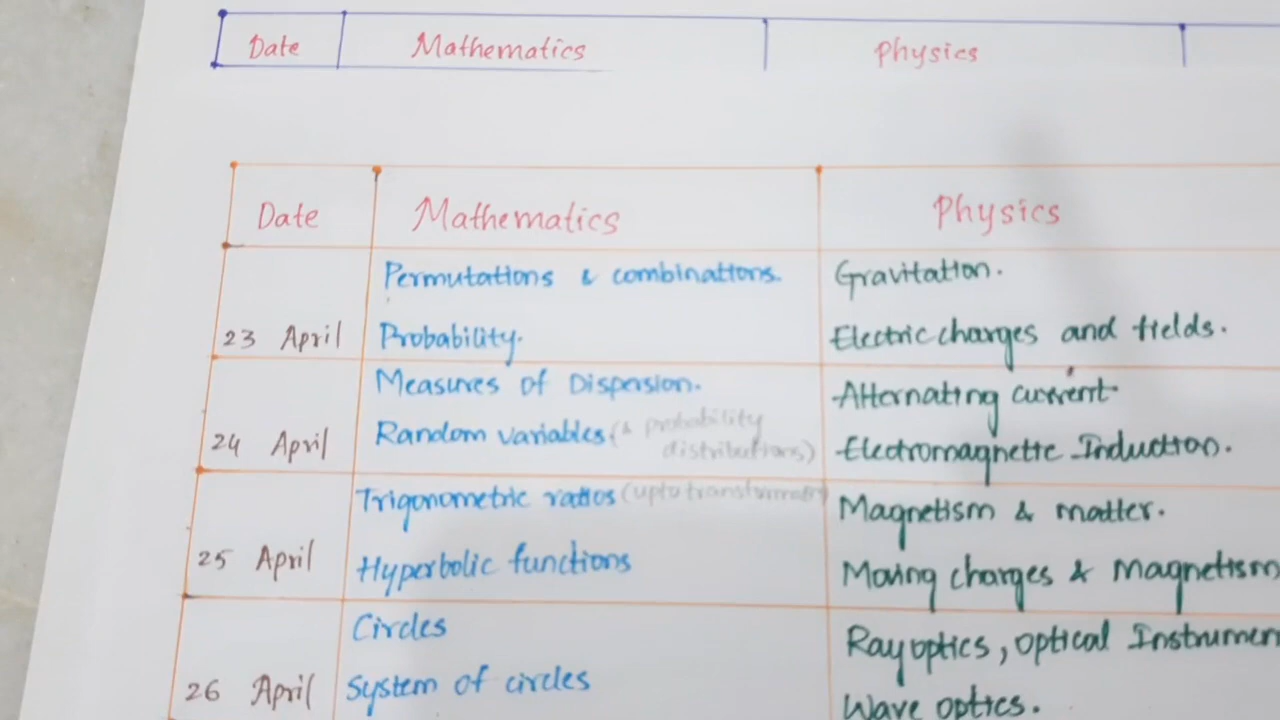 Date Mathematics Physics
Date Mathematics Physics
Permutations & combinations. Gravitation.
23 April Probability. Electric charges and fields.
Measures of Dispersion. Alternating current
24 April Random variables (& probability distributions) Electromagnetic Induction.
Trigonometric ratios (upto Magnetism & matter.
25 April Hyperbolic functions Moving charges & Magnetism
Circles Ray optics, Optical Instrumen
26 April System of circles Wave optics.